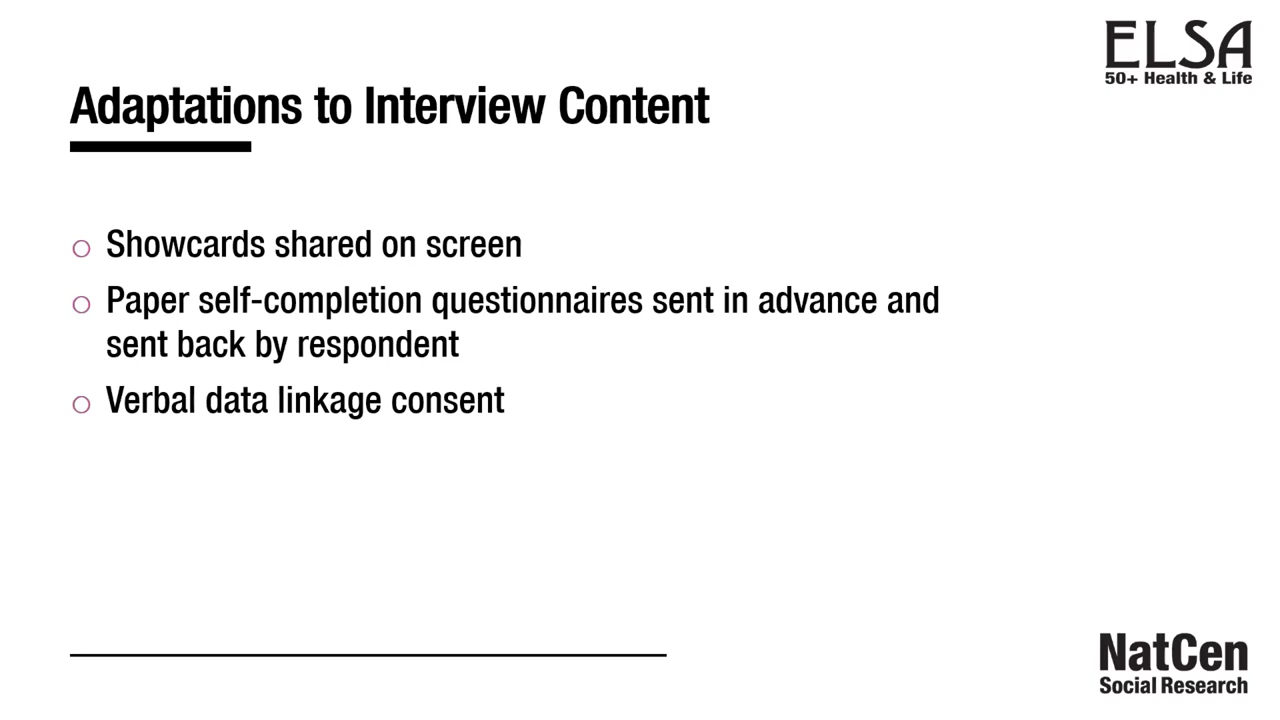 ELSA
50+ Health & Life
Adaptations to Interview Content
Showcards shared on screen
Paper self-completion questionnaires sent in advance and
sent back by respondent
Verbal data linkage consent
NatCen
Social Research